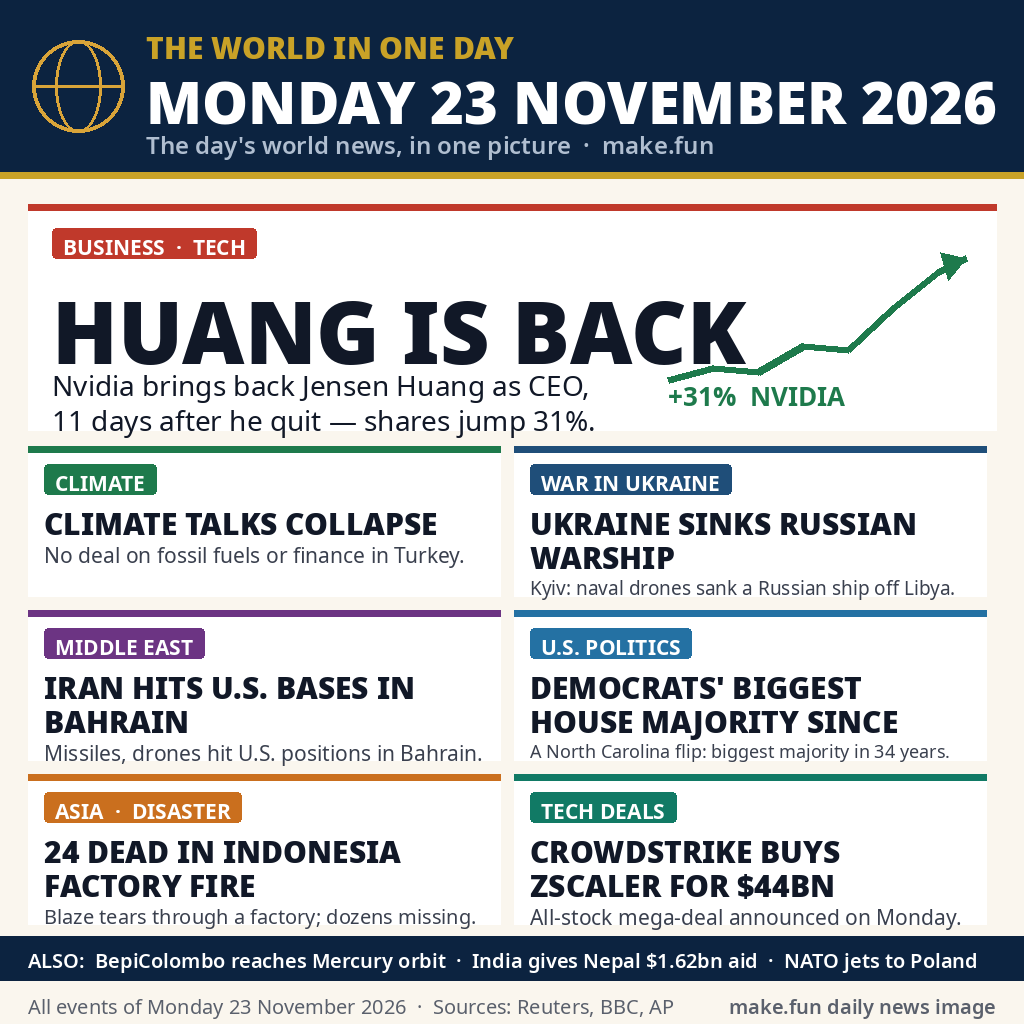 THE WORLD IN ONE DAY
MONDAY 23 NOVEMBER 2026
The day's world news, in one picture · make.fun
BUSINESS · TECH
HUANG IS BACK
Nvidia brings back Jensen Huang as CEO,
11 days after he quit — shares jump 31%.
+31% NVIDIA
CLIMATE
CLIMATE TALKS COLLAPSE
No deal on fossil fuels or finance in Turkey.
WAR IN UKRAINE
UKRAINE SINKS RUSSIAN
WARSHIP
Kyiv: naval drones sank a Russian ship off Libya.
MIDDLE EAST
IRAN HITS U.S. BASES IN
BAHRAIN
Missiles, drones hit U.S. positions in Bahrain.
U.S. POLITICS
DEMOCRATS' BIGGEST
HOUSE MAJORITY SINCE
A North Carolina flip: biggest majority in 34 years.
ASIA · DISASTER
24 DEAD IN INDONESIA
FACTORY FIRE
Blaze tears through a factory; dozens missing.
TECH DEALS
CROWDSTRIKE BUYS
ZSCALER FOR $44BN
All-stock mega-deal announced on Monday.
ALSO: BepiColombo reaches Mercury orbit · India gives Nepal $1.62bn aid · NATO jets to Poland
All events of Monday 23 November 2026 · Sources: Reuters, BBC, AP
make.fun daily news image